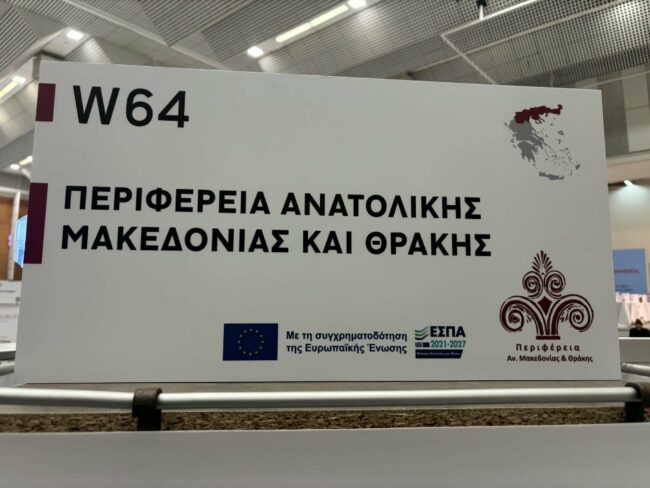 W64
ΠΕΡΙΦΕΡΕΙΑ ΑΝΑΤΟΛΙΚΗΣ
ΜΑΚΕΔΟΝΙΑΣ ΚΑΙ ΘΡΑΚΗΣ
Με τη συγχρηματοδότηση
της Ευρωπαϊκής Ένωσης
ΕΣΠΑ
2021-2027
Περιφέρεια
Αν. Μακεδονίας & Θράκης